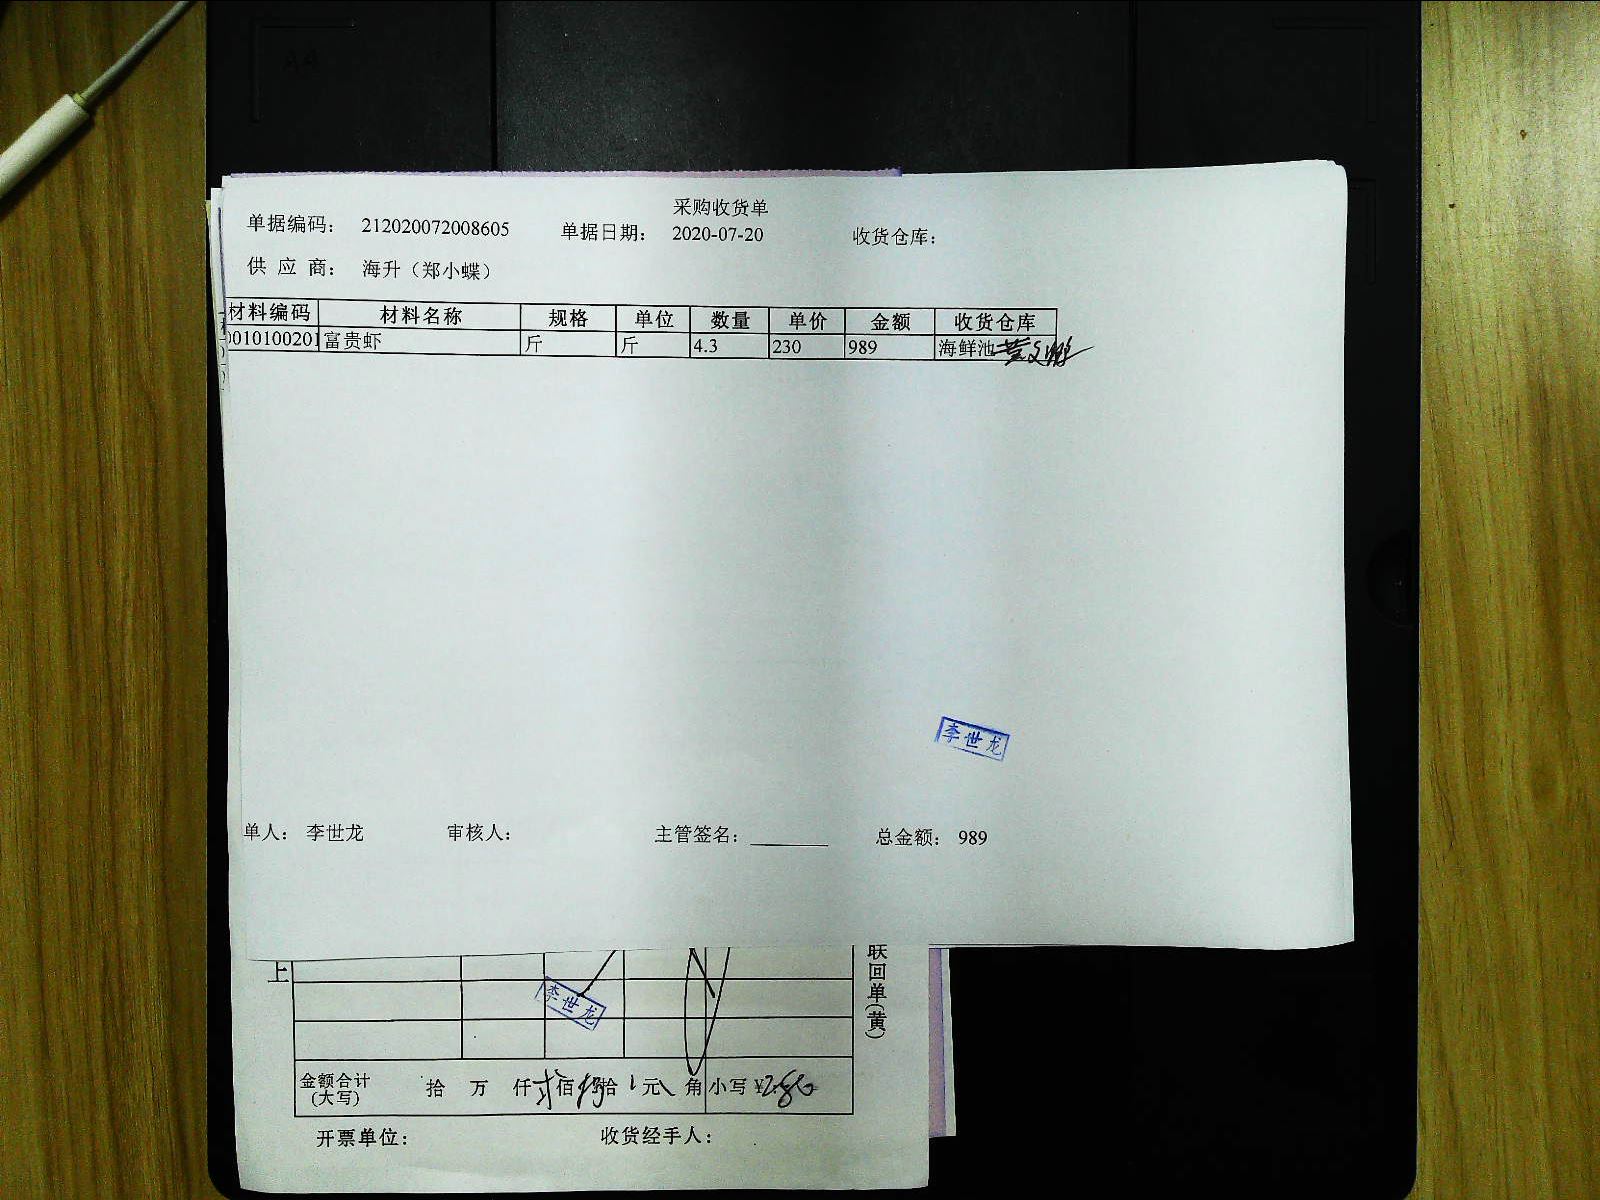 采购收货单
单据编码： 212020072008605 单据日期： 2020-07-20 收货仓库：
供 应 商： 海升（郑小蝶）
材料编码 材料名称 规格 单位 数量 单价 金额 收货仓库
0010100201 富贵虾 斤 斤 4.3 230 989 海鲜池
李世龙
单人： 李世龙 审核人： 主管签名： 总金额： 989
上
联回单(黄)
李世龙
金额合计 拾 万 仟 佰 拾 元 角 小写 ¥
(大写)
开票单位： 收货经手人：